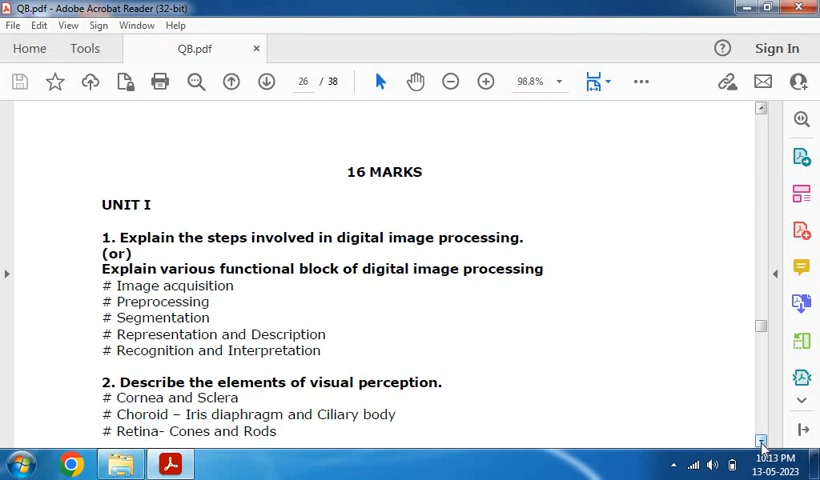 QB.pdf - Adobe Acrobat Reader (32-bit)
File Edit View Sign Window Help
Home Tools QB.pdf × Sign In
26 / 38 98.8%
16 MARKS
UNIT I
1. Explain the steps involved in digital image processing.
(or)
Explain various functional block of digital image processing
# Image acquisition
# Preprocessing
# Segmentation
# Representation and Description
# Recognition and Interpretation
2. Describe the elements of visual perception.
# Cornea and Sclera
# Choroid – Iris diaphragm and Ciliary body
# Retina- Cones and Rods
10:13 PM
13-05-2023